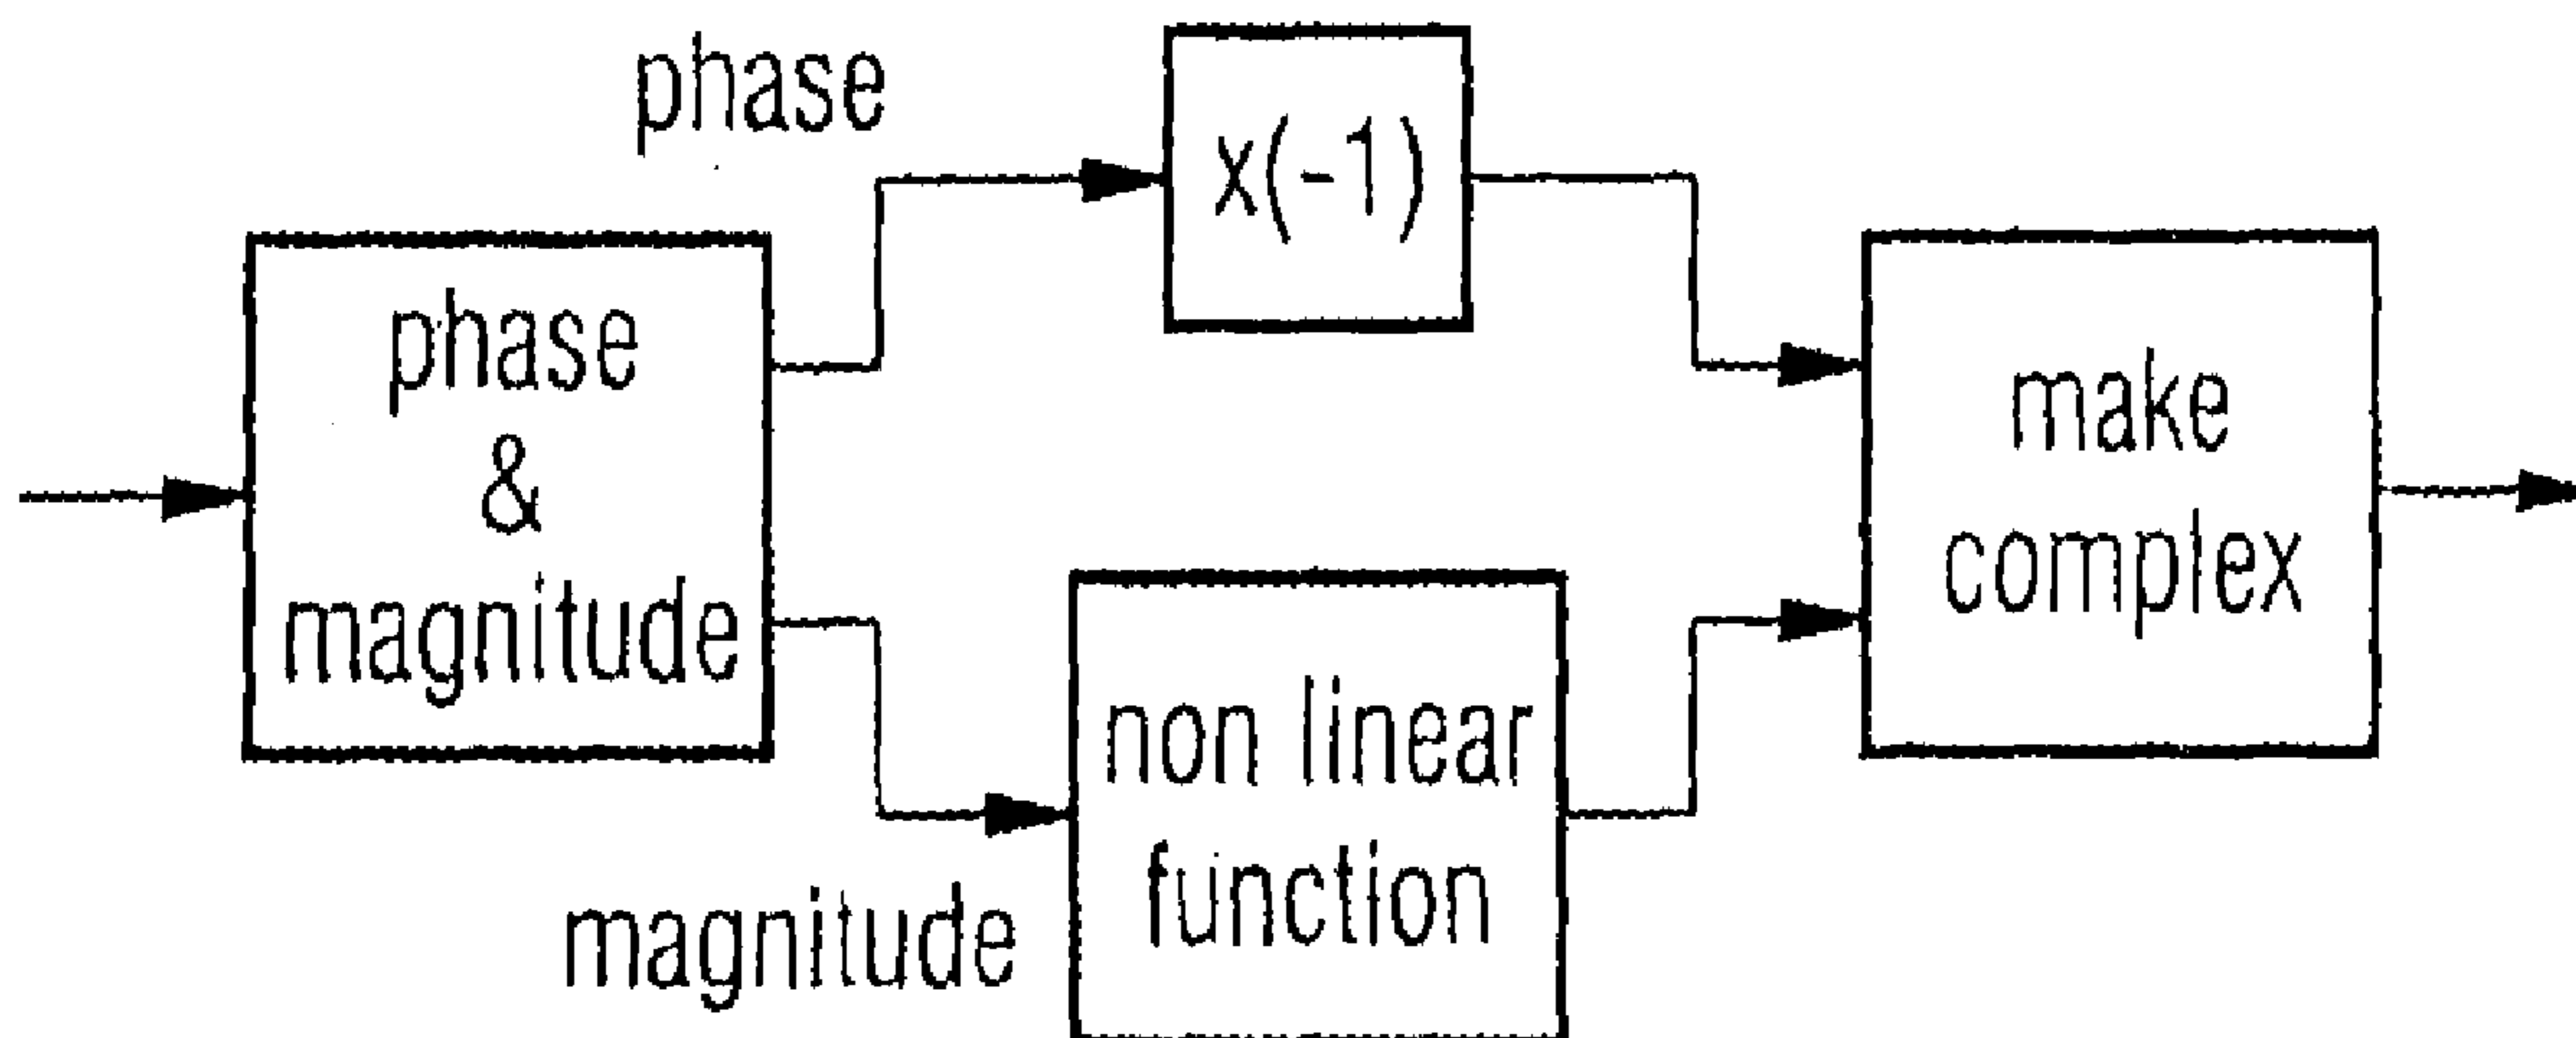 phase
x(-1)
phase
&
magnitude
make
complex
non linear
function
magnitude